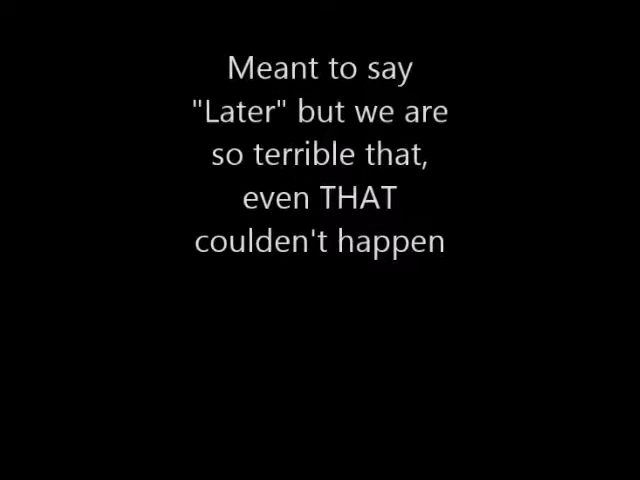 Meant to say
"Later" but we are
so terrible that,
even THAT
coulden't happen